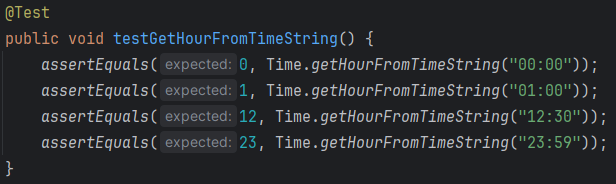 @Test
public void testGetHourFromTimeString() {
    assertEquals( expected: 0, Time.getHourFromTimeString("00:00"));
    assertEquals( expected: 1, Time.getHourFromTimeString("01:00"));
    assertEquals( expected: 12, Time.getHourFromTimeString("12:30"));
    assertEquals( expected: 23, Time.getHourFromTimeString("23:59"));
}